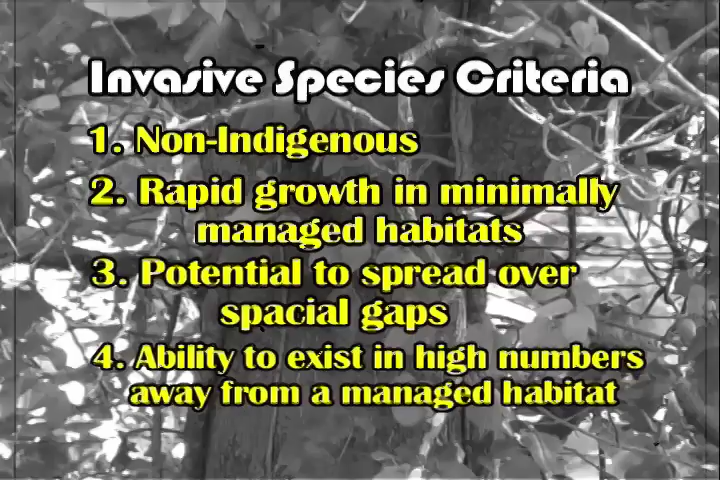 Invasive Species Criteria
1. Non-Indigenous
2. Rapid growth in minimally
managed habitats
3. Potential to spread over
spacial gaps
4. Ability to exist in high numbers
away from a managed habitat